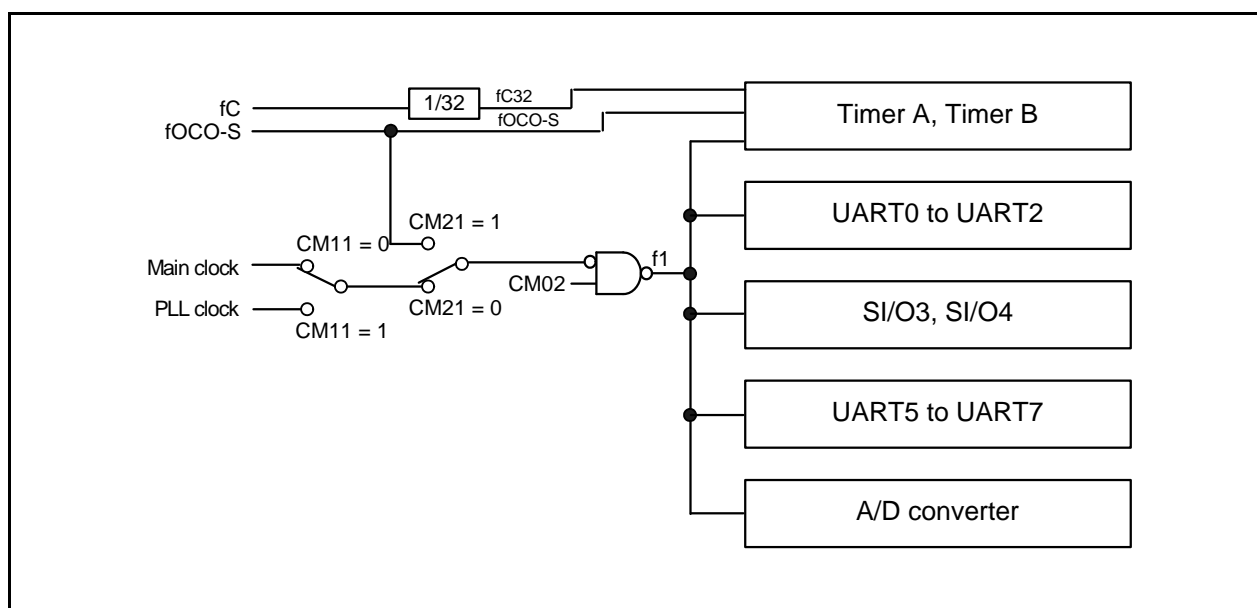 fC
1/32
fC32
fOCO-S
fOCO-S
Timer A, Timer B
UART0 to UART2
CM21 = 1
CM11 = 0
Main clock
CM02
f1
PLL clock
CM21 = 0
CM11 = 1
SI/O3, SI/O4
UART5 to UART7
A/D converter